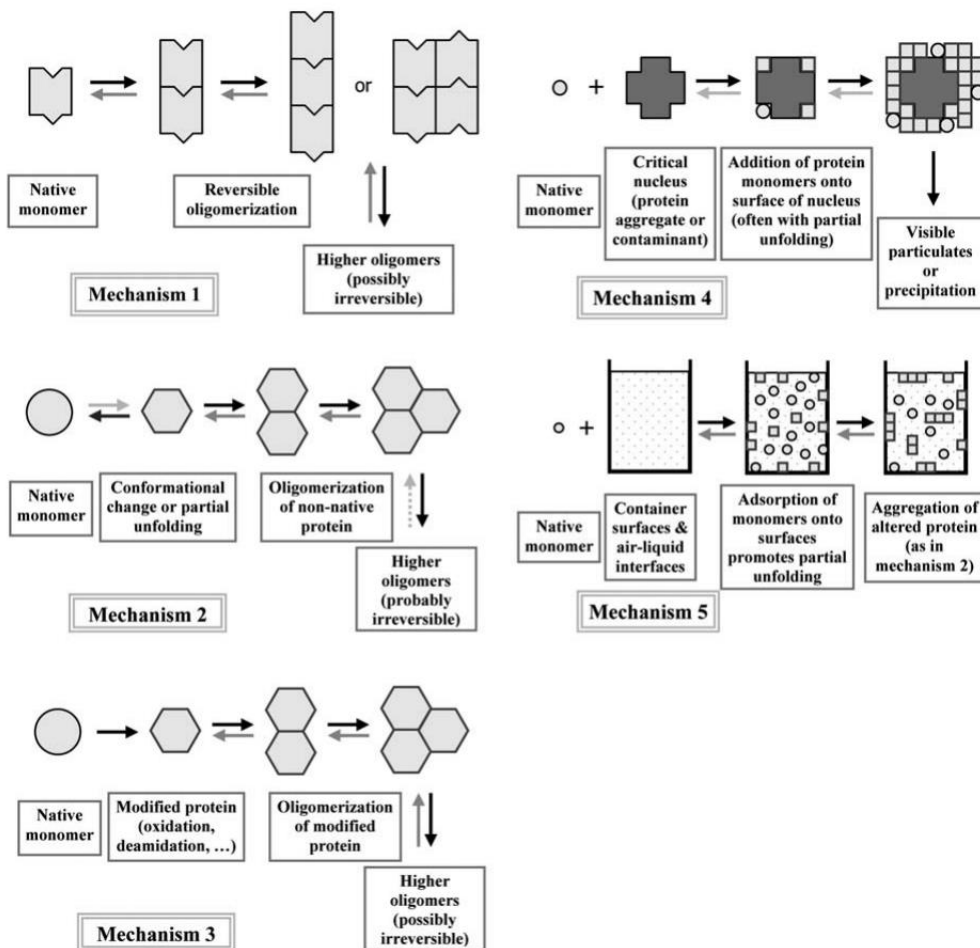 or
Native
monomer
Reversible
oligomerization
Higher oligomers
(possibly
irreversible)
Mechanism 1
+
Native
monomer
Critical
nucleus
(protein
aggregate or
contaminant)
Addition of protein
monomers onto
surface of nucleus
(often with partial
unfolding)
Visible
particulates
or
precipitation
Mechanism 4
Native
monomer
Conformational
change or partial
unfolding
Oligomerization
of non-native
protein
Higher
oligomers
(probably
irreversible)
Mechanism 2
+
Native
monomer
Container
surfaces &
air-liquid
interfaces
Adsorption of
monomers onto
surfaces
promotes partial
unfolding
Aggregation of
altered protein
(as in
mechanism 2)
Mechanism 5
Native
monomer
Modified protein
(oxidation,
deamidation, …)
Oligomerization
of modified
protein
Higher
oligomers
(possibly
irreversible)
Mechanism 3